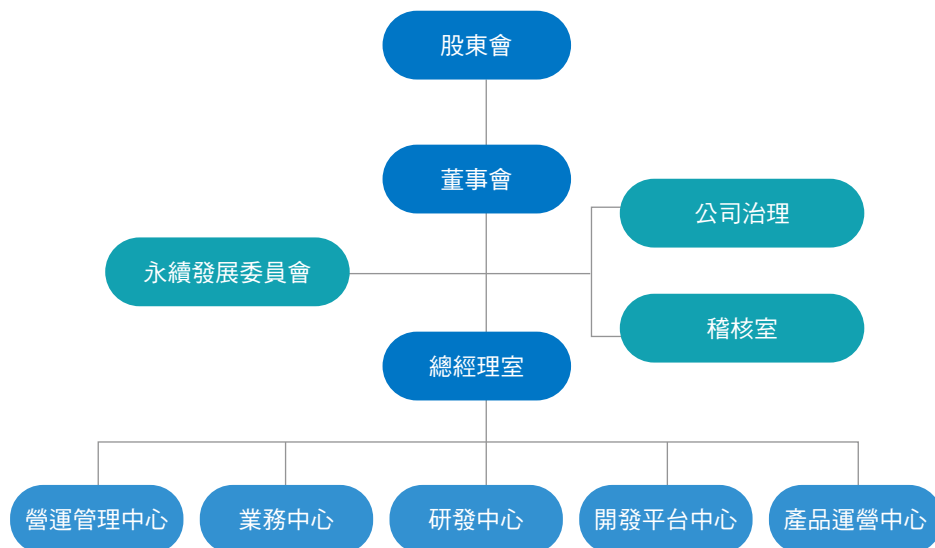 股東會
董事會
公司治理
永續發展委員會
稽核室
總經理室
營運管理中心
業務中心
研發中心
開發平台中心
產品運營中心